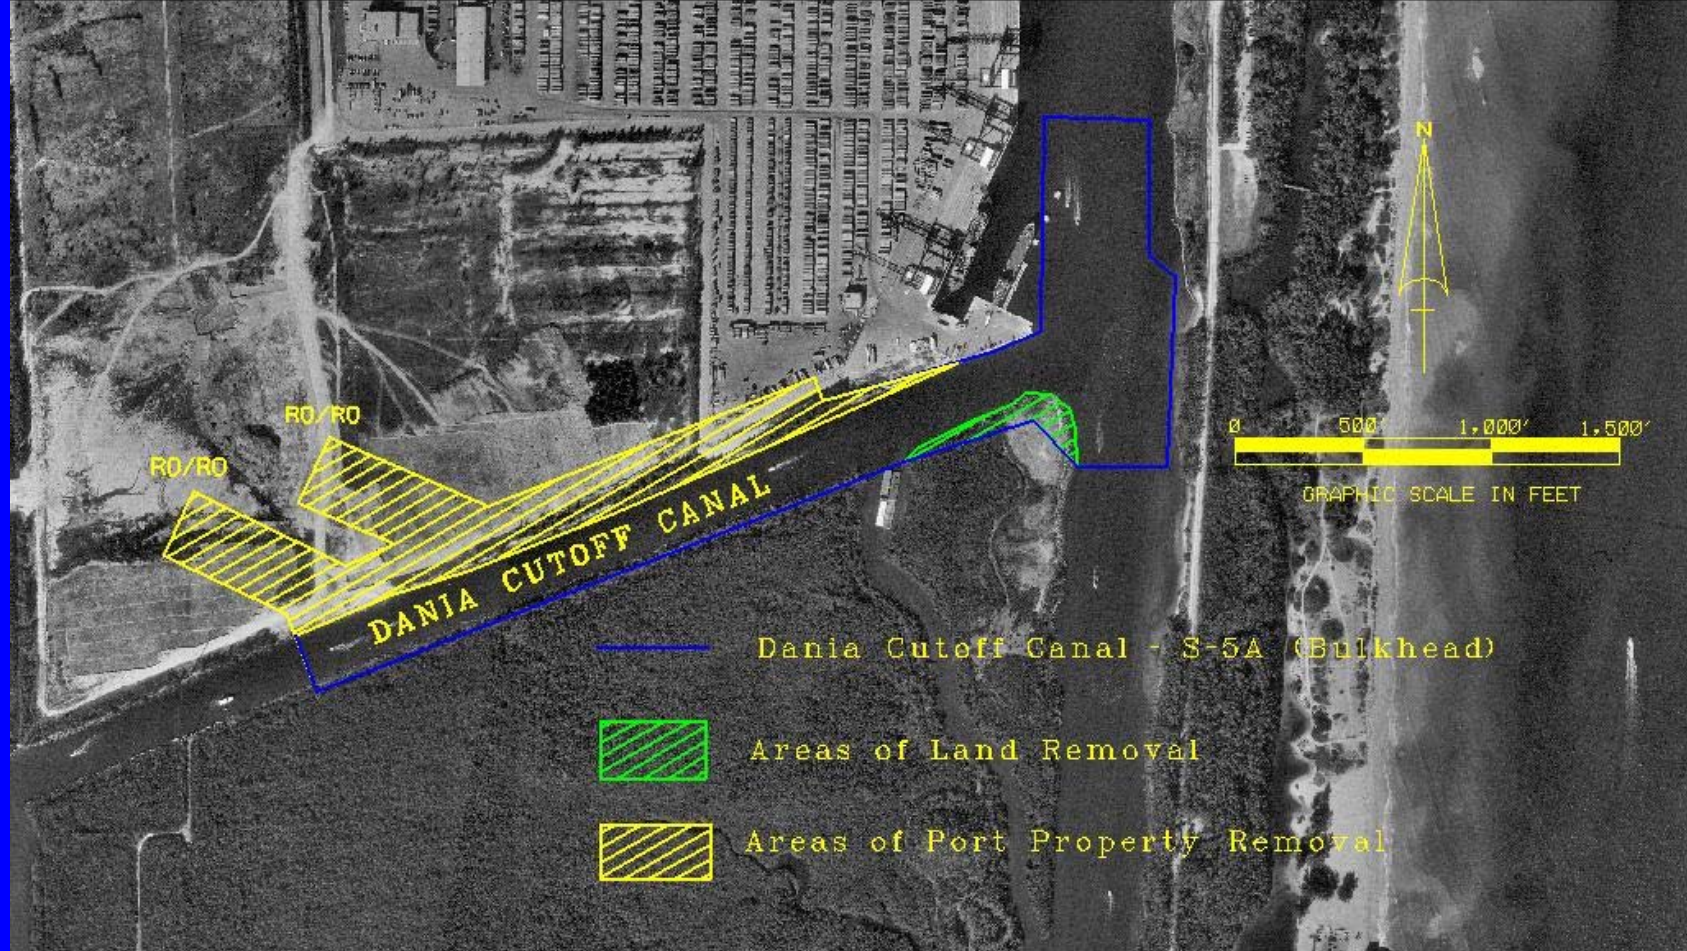 N
RO/RO
RO/RO
0 500' 1,000' 1,500'
GRAPHIC SCALE IN FEET
DANIA CUTOFF CANAL
Dania Cutoff Canal - S-5A (Bulkhead)
Areas of Land Removal
Areas of Port Property Removal